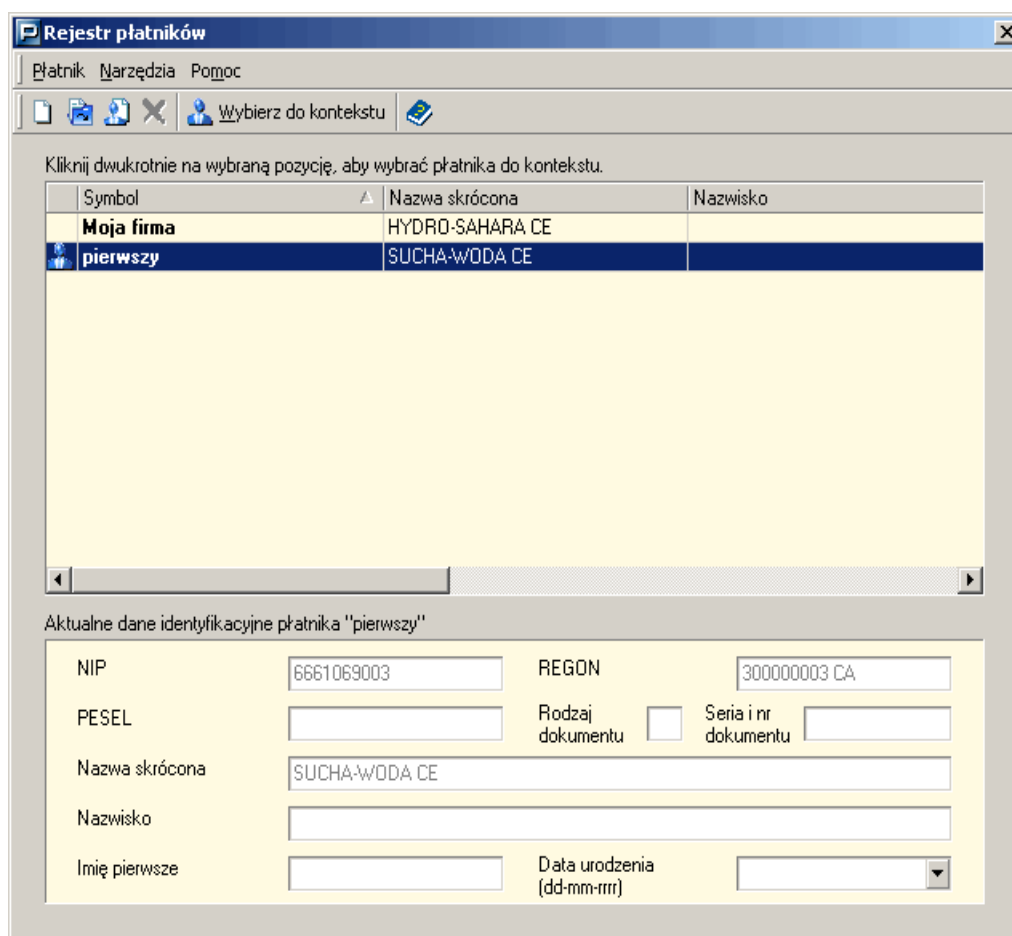 Rejestr płatników
Płatnik Narzędzia Pomoc
Wybierz do kontekstu
Kliknij dwukrotnie na wybraną pozycję, aby wybrać płatnika do kontekstu.
Symbol Nazwa skrócona Nazwisko
Moja firma HYDRO-SAHARA CE
pierwszy SUCHA-WODA CE
Aktualne dane identyfikacyjne płatnika "pierwszy"
NIP 6661069003 REGON 300000003 CA
PESEL Rodzaj dokumentu Seria i nr dokumentu
Nazwa skrócona SUCHA-WODA CE
Nazwisko
Imię pierwsze Data urodzenia (dd-mm-rrrr)